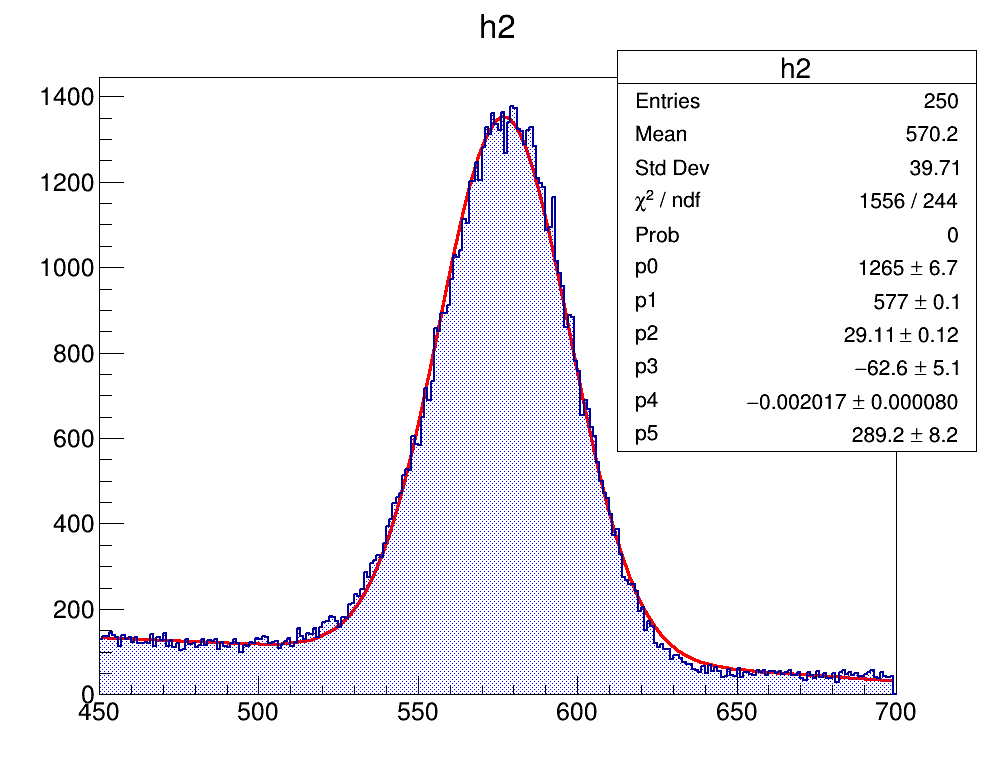 h2
h2
Entries 250
Mean 570.2
Std Dev 39.71
χ² / ndf 1556 / 244
Prob 0
p0 1265 ± 6.7
p1 577 ± 0.1
p2 29.11 ± 0.12
p3 −62.6 ± 5.1
p4 −0.002017 ± 0.000080
p5 289.2 ± 8.2
1400
1200
1000
800
600
400
200
0
450 500 550 600 650 700